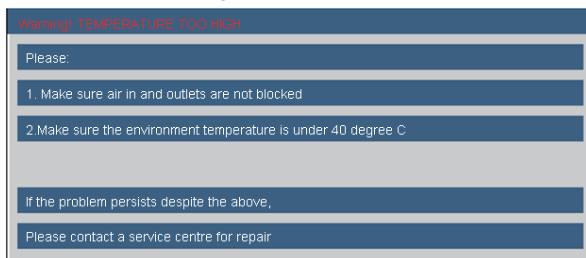 Warning! TEMPERATURE TOO HIGH
Please:
1. Make sure air in and outlets are not blocked
2.Make sure the environment temperature is under 40 degree C
If the problem persists despite the above,
Please contact a service centre for repair